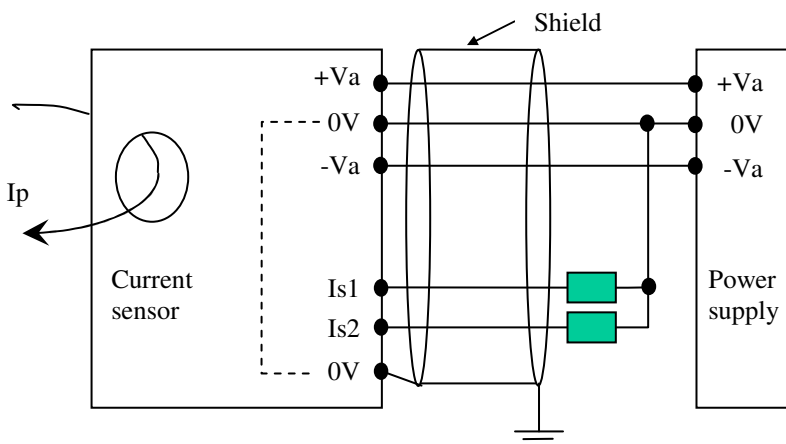 Shield
+Va
0V
-Va
Ip
Current
sensor
Is1
Is2
0V
+Va
0V
-Va
Power
supply